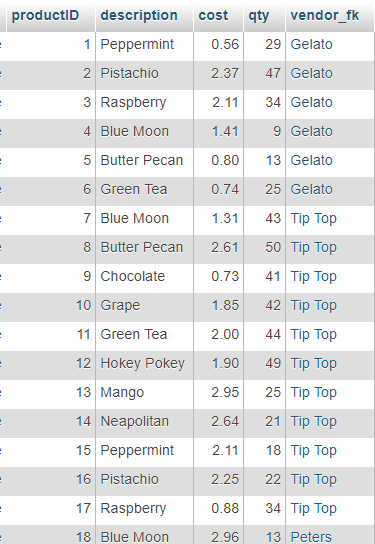 productID description cost qty vendor_fk
1 Peppermint 0.56 29 Gelato
2 Pistachio 2.37 47 Gelato
3 Raspberry 2.11 34 Gelato
4 Blue Moon 1.41 9 Gelato
5 Butter Pecan 0.80 13 Gelato
6 Green Tea 0.74 25 Gelato
7 Blue Moon 1.31 43 Tip Top
8 Butter Pecan 2.61 50 Tip Top
9 Chocolate 0.73 41 Tip Top
10 Grape 1.85 42 Tip Top
11 Green Tea 2.00 44 Tip Top
12 Hokey Pokey 1.90 49 Tip Top
13 Mango 2.95 25 Tip Top
14 Neapolitan 2.64 21 Tip Top
15 Peppermint 2.11 18 Tip Top
16 Pistachio 2.25 22 Tip Top
17 Raspberry 0.88 34 Tip Top
18 Blue Moon 2.96 13 Peters